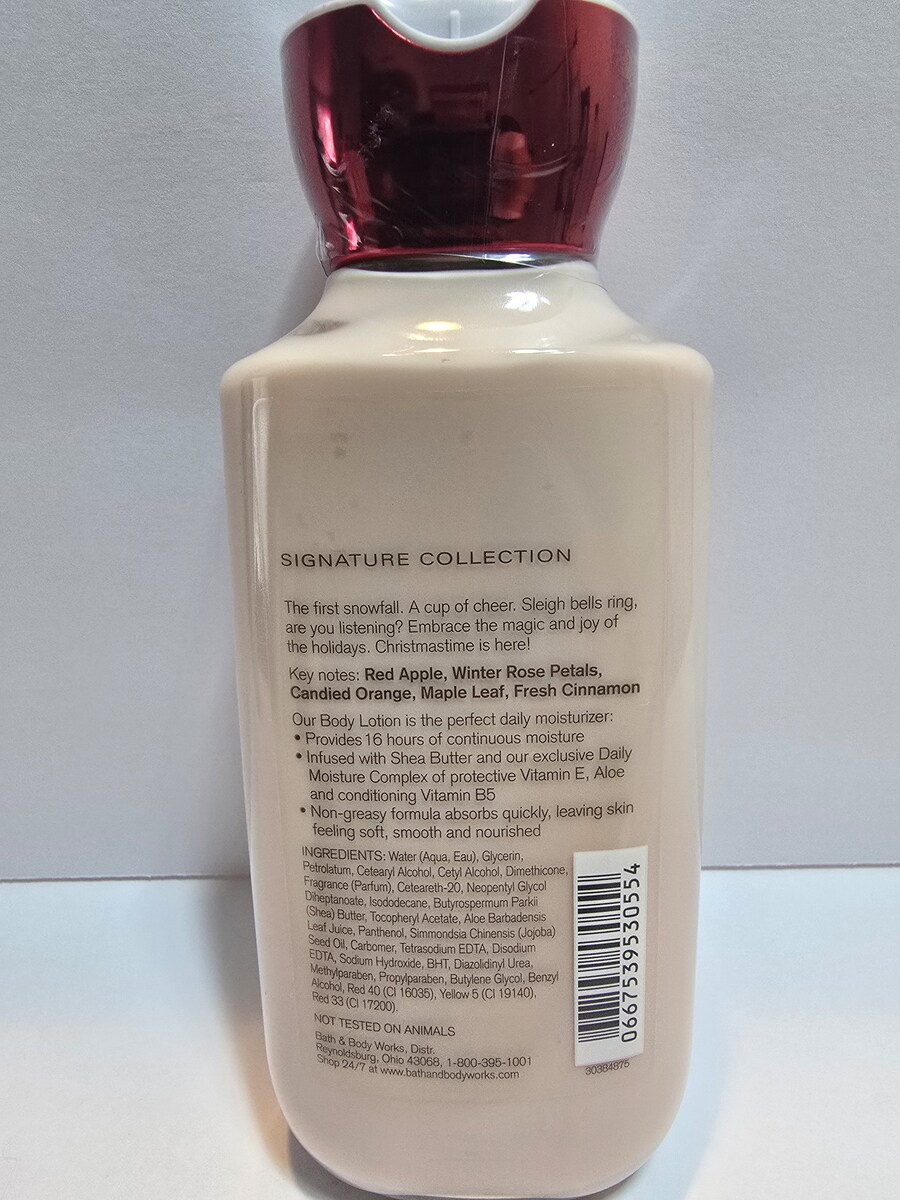 SIGNATURE COLLECTION
The first snowfall. A cup of cheer. Sleigh bells ring,
are you listening? Embrace the magic and joy of
the holidays. Christmastime is here!
Key notes: Red Apple, Winter Rose Petals,
Candied Orange, Maple Leaf, Fresh Cinnamon
Our Body Lotion is the perfect daily moisturizer:
• Provides 16 hours of continuous moisture
• Infused with Shea Butter and our exclusive Daily
Moisture Complex of protective Vitamin E, Aloe
and conditioning Vitamin B5
• Non-greasy formula absorbs quickly, leaving skin
feeling soft, smooth and nourished
INGREDIENTS: Water (Aqua, Eau), Glycerin,
Petrolatum, Cetearyl Alcohol, Cetyl Alcohol, Dimethicone,
Fragrance (Parfum), Ceteareth-20, Neopentyl Glycol
Diheptanoate, Isododecane, Butyrospermum Parkii
(Shea) Butter, Tocopheryl Acetate, Aloe Barbadensis
Leaf Juice, Panthenol, Simmondsia Chinensis (Jojoba)
Seed Oil, Carbomer, Tetrasodium EDTA, Disodium
EDTA, Sodium Hydroxide, BHT, Diazolidinyl Urea,
Methylparaben, Propylparaben, Butylene Glycol, Benzyl
Alcohol, Red 40 (CI 16035), Yellow 5 (CI 19140),
Red 33 (CI 17200).
NOT TESTED ON ANIMALS
Bath & Body Works, Distr.
Reynoldsburg, Ohio 43068, 1-800-395-1001
Shop 24/7 at www.bathandbodyworks.com
0667539530554
30384875